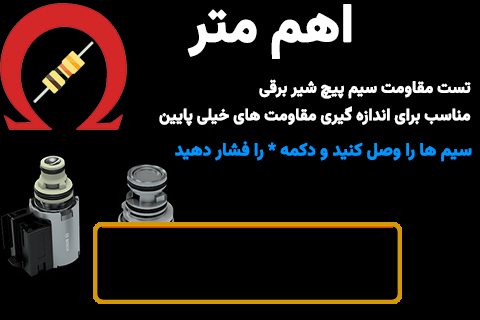 اهم متر
تست مقاومت سیم پیچ شیر برقی
مناسب برای اندازه گیری مقاومت های خیلی پایین
سیم ها را وصل کنید و دکمه * را فشار دهید